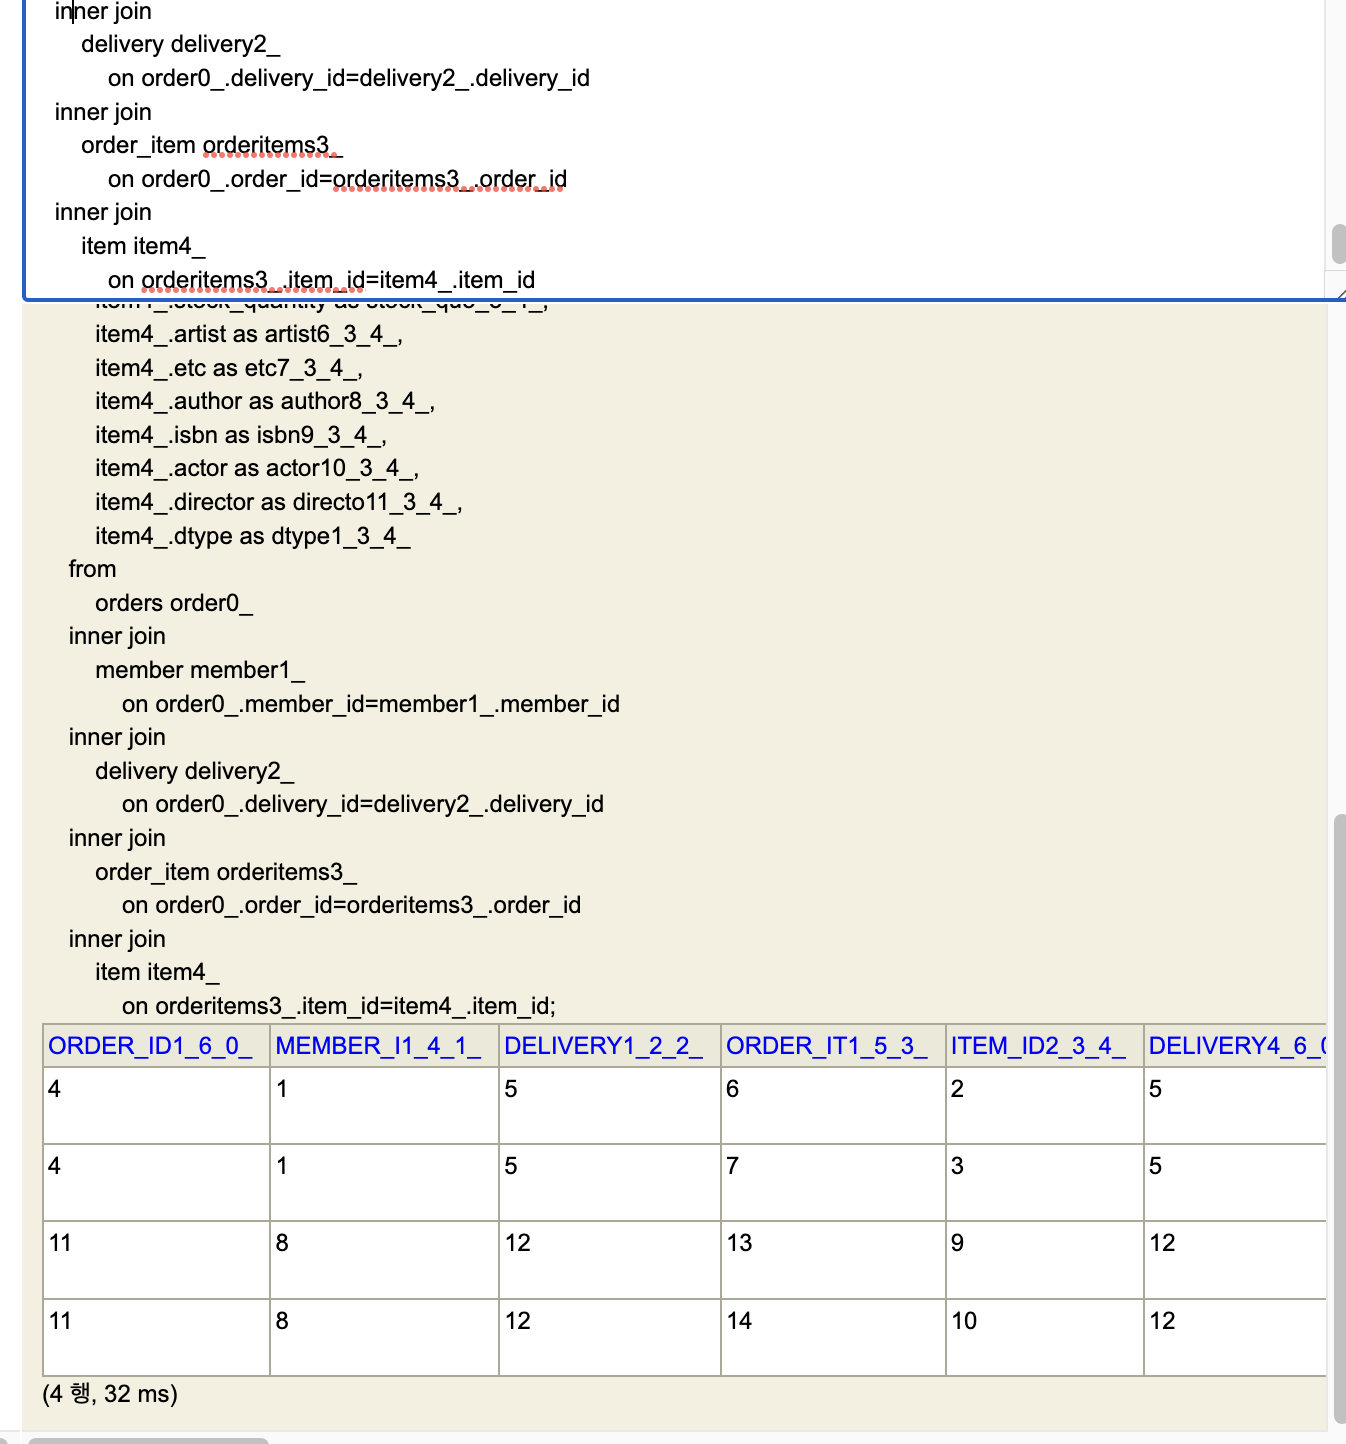 inner join
delivery delivery2_
on order0_.delivery_id=delivery2_.delivery_id
inner join
order_item orderitems3_
on order0_.order_id=orderitems3_.order_id
inner join
item item4_
on orderitems3_.item_id=item4_.item_id
item4_.artist as artist6_3_4_,
item4_.etc as etc7_3_4_,
item4_.author as author8_3_4_,
item4_.isbn as isbn9_3_4_,
item4_.actor as actor10_3_4_,
item4_.director as directo11_3_4_,
item4_.dtype as dtype1_3_4_
from
orders order0_
inner join
member member1_
on order0_.member_id=member1_.member_id
inner join
delivery delivery2_
on order0_.delivery_id=delivery2_.delivery_id
inner join
order_item orderitems3_
on order0_.order_id=orderitems3_.order_id
inner join
item item4_
on orderitems3_.item_id=item4_.item_id;
ORDER_ID1_6_0_ MEMBER_I1_4_1_ DELIVERY1_2_2_ ORDER_IT1_5_3_ ITEM_ID2_3_4_ DELIVERY4_6_0
4 1 5 6 2 5
4 1 5 7 3 5
11 8 12 13 9 12
11 8 12 14 10 12
(4 행, 32 ms)